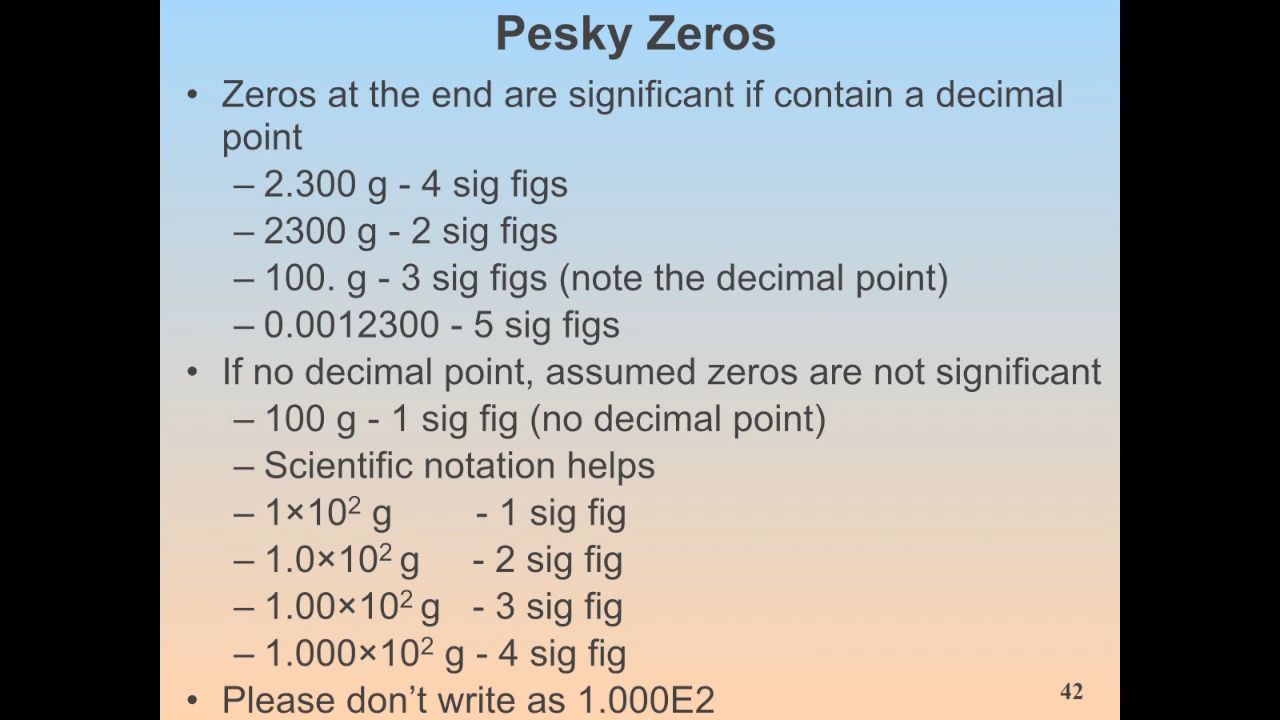 Pesky Zeros
• Zeros at the end are significant if contain a decimal
point
– 2.300 g - 4 sig figs
– 2300 g - 2 sig figs
– 100. g - 3 sig figs (note the decimal point)
– 0.0012300 - 5 sig figs
• If no decimal point, assumed zeros are not significant
– 100 g - 1 sig fig (no decimal point)
– Scientific notation helps
– 1×10² g - 1 sig fig
– 1.0×10² g - 2 sig fig
– 1.00×10² g - 3 sig fig
– 1.000×10² g - 4 sig fig
• Please don’t write as 1.000E2
42